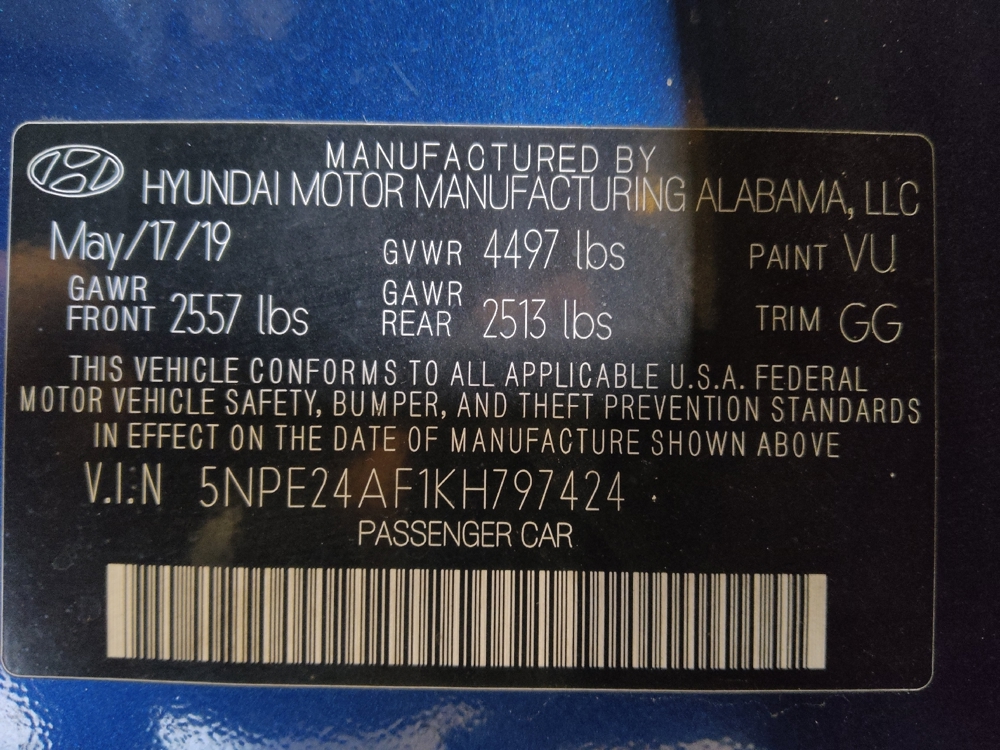 MANUFACTURED BY
HYUNDAI MOTOR MANUFACTURING ALABAMA, LLC
May/17/19 GVWR 4497 lbs PAINT VU
GAWR FRONT 2557 lbs GAWR REAR 2513 lbs TRIM GG
THIS VEHICLE CONFORMS TO ALL APPLICABLE U.S.A. FEDERAL
MOTOR VEHICLE SAFETY, BUMPER, AND THEFT PREVENTION STANDARDS
IN EFFECT ON THE DATE OF MANUFACTURE SHOWN ABOVE
V.I.N 5NPE24AF1KH797424
PASSENGER CAR